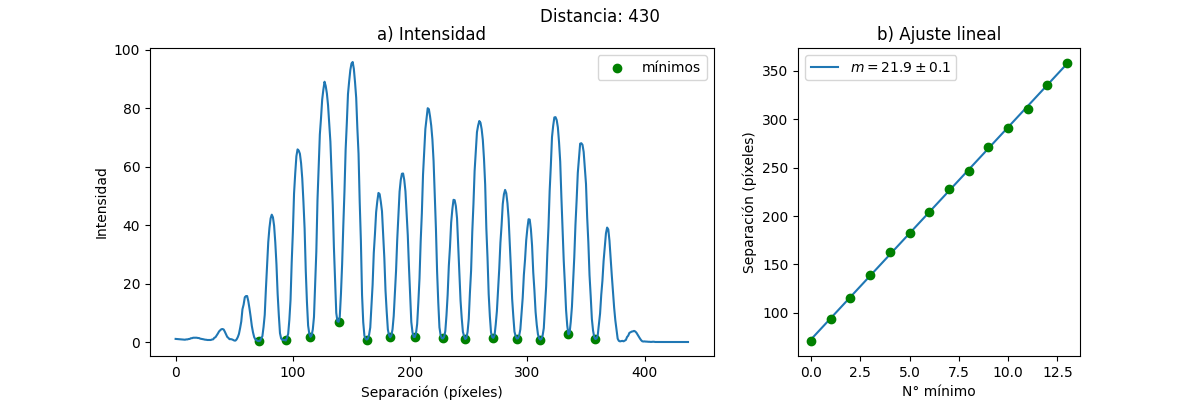 Distancia: 430
a) Intensidad
b) Ajuste lineal
100
80
60
40
20
0
Intensidad
mínimos
0
100
200
300
400
Separación (píxeles)
350
300
250
200
150
100
Separación (píxeles)
m = 21.9 ± 0.1
0.0
2.5
5.0
7.5
10.0
12.5
N° mínimo